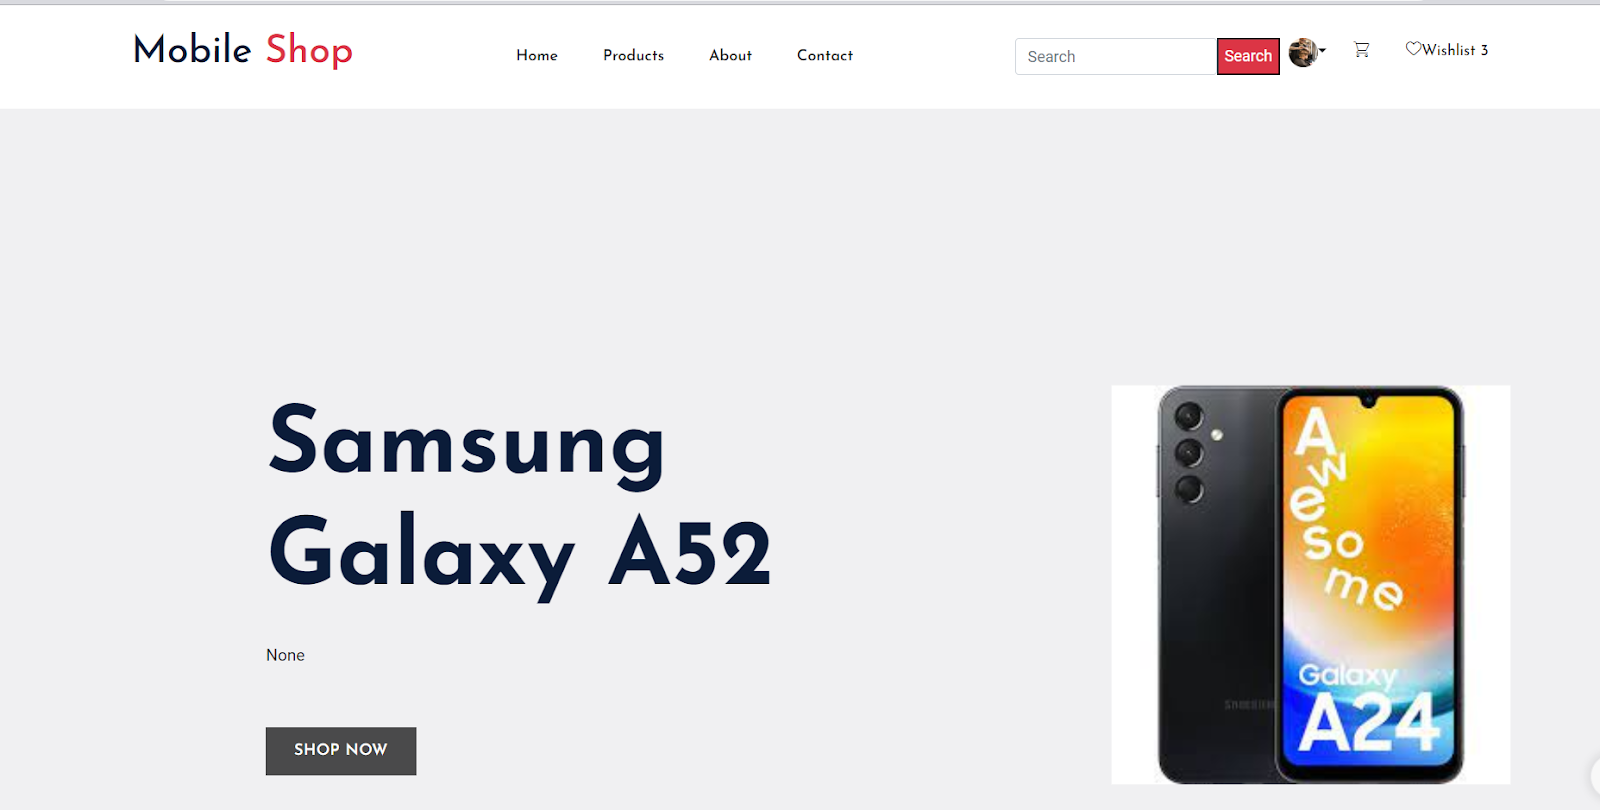 Mobile Shop
Home
Products
About
Contact
Search
Search
Wishlist 3
Samsung
Galaxy A52
None
SHOP NOW
Awesome
SAMSUNG
Galaxy
A24